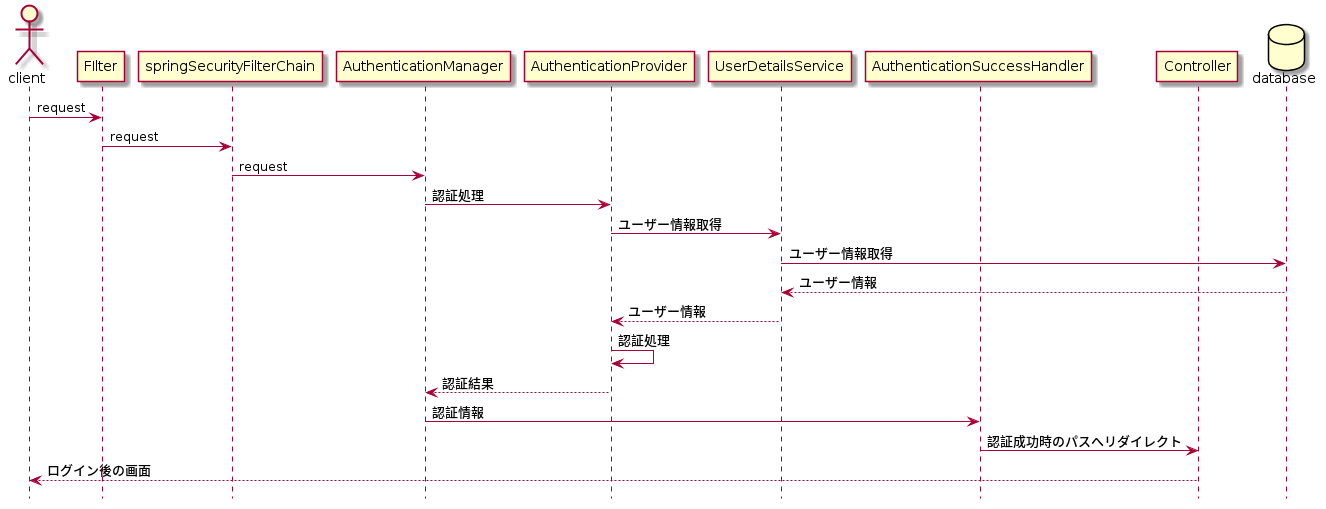 client
FIlter
springSecurityFilterChain
AuthenticationManager
AuthenticationProvider
UserDetailsService
AuthenticationSuccessHandler
Controller
database
request
request
request
認証処理
ユーザー情報取得
ユーザー情報取得
ユーザー情報
ユーザー情報
認証処理
認証結果
認証情報
認証成功時のパスへリダイレクト
ログイン後の画面